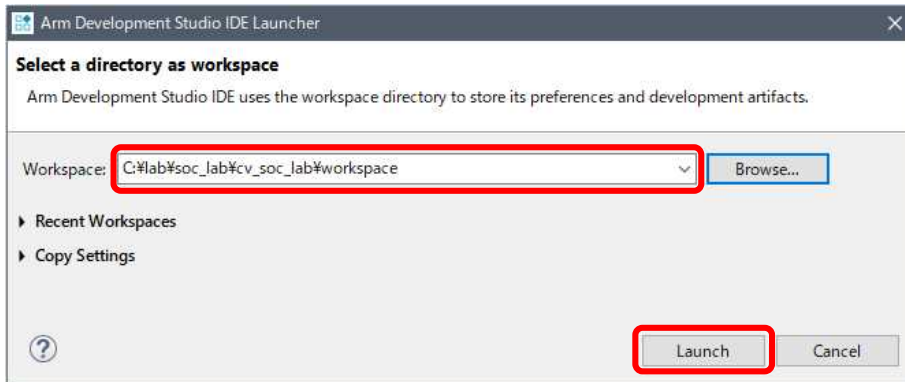 Arm Development Studio IDE Launcher
Select a directory as workspace
Arm Development Studio IDE uses the workspace directory to store its preferences and development artifacts.
Workspace: C:¥lab¥soc_lab¥cv_soc_lab¥workspace Browse...
Recent Workspaces
Copy Settings
? Launch Cancel